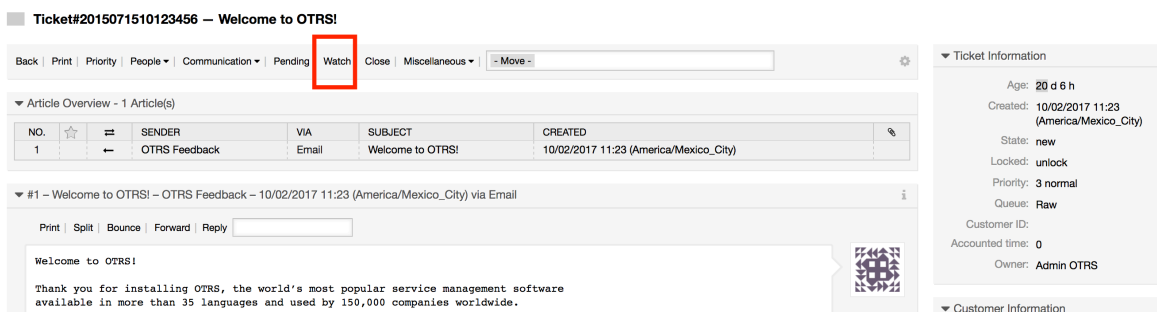 Ticket#2015071510123456 — Welcome to OTRS!
Back | Print | Priority | People | Communication | Pending Watch Close | Miscellaneous | - Move -
Article Overview - 1 Article(s)
NO. SENDER VIA SUBJECT CREATED
1 OTRS Feedback Email Welcome to OTRS! 10/02/2017 11:23 (America/Mexico_City)
#1 – Welcome to OTRS! – OTRS Feedback – 10/02/2017 11:23 (America/Mexico_City) via Email
Print | Split | Bounce | Forward | Reply
Welcome to OTRS!
Thank you for installing OTRS, the world's most popular service management software
available in more than 35 languages and used by 150,000 companies worldwide.
Ticket Information
Age: 20 d 6 h
Created: 10/02/2017 11:23
(America/Mexico_City)
State: new
Locked: unlock
Priority: 3 normal
Queue: Raw
Customer ID:
Accounted time: 0
Owner: Admin OTRS
Customer Information